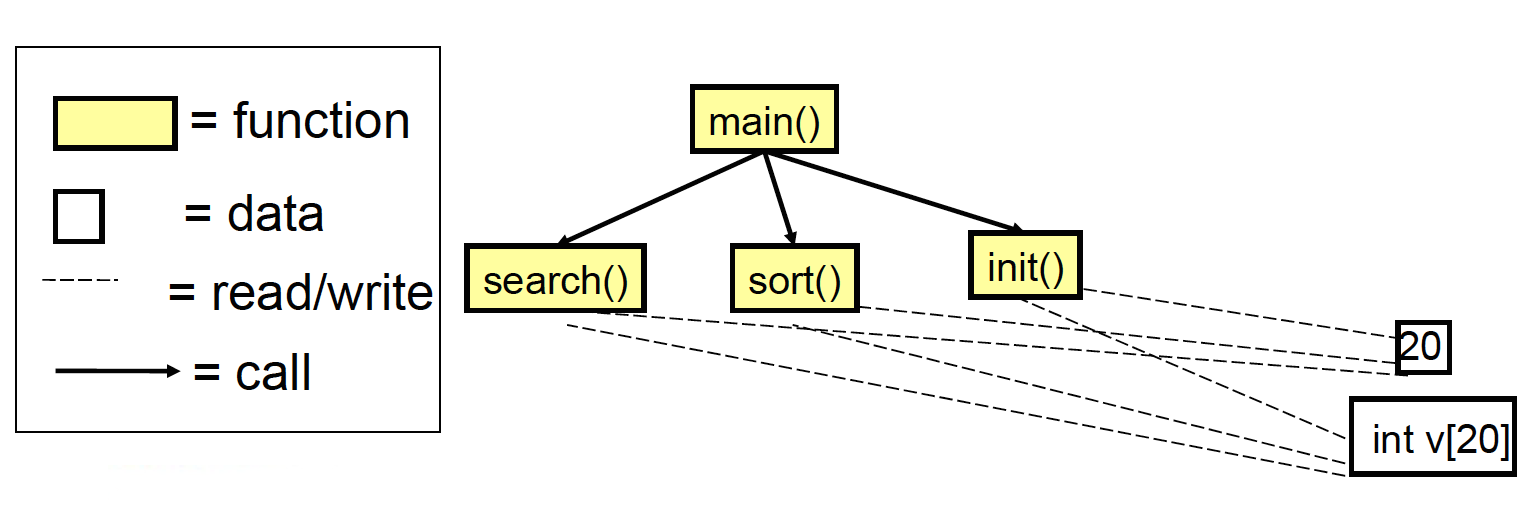 = function
= data
= read/write
= call
main()
search()
sort()
init()
20
int v[20]